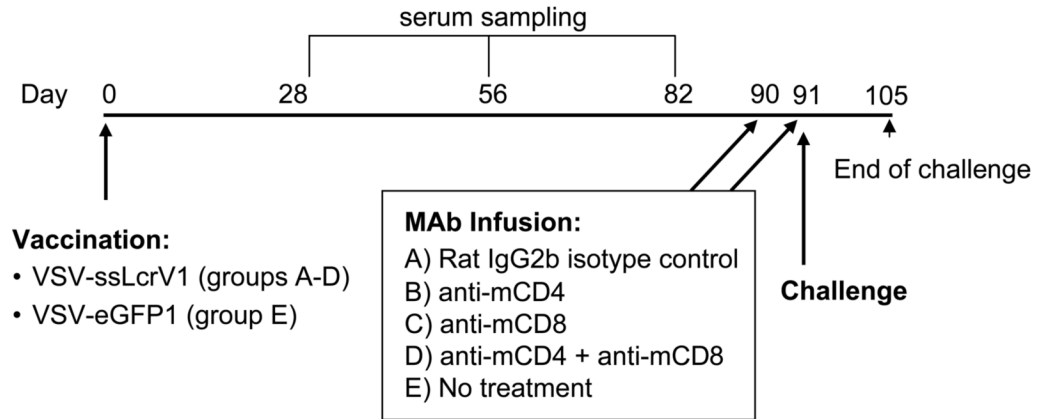 serum sampling
Day 0 28 56 82 90 91 105
End of challenge
Vaccination:
• VSV-ssLcrV1 (groups A-D)
• VSV-eGFP1 (group E)
MAb Infusion:
A) Rat IgG2b isotype control
B) anti-mCD4
C) anti-mCD8
D) anti-mCD4 + anti-mCD8
E) No treatment
Challenge